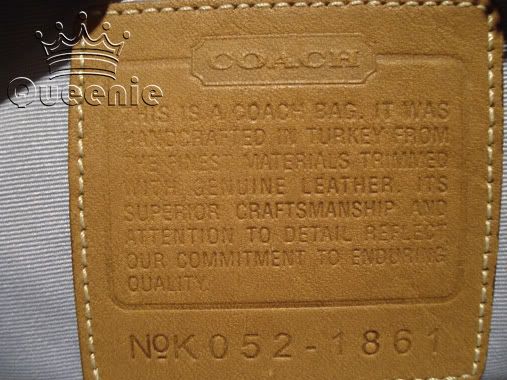 COACH
Queenie
THIS IS A COACH BAG. IT WAS
HANDCRAFTED IN TURKEY FROM
THE FINEST MATERIALS TRIMMED
WITH GENUINE LEATHER. ITS
SUPERIOR CRAFTSMANSHIP AND
ATTENTION TO DETAIL REFLECT
OUR COMMITMENT TO ENDURING
QUALITY.
NoK052-1861